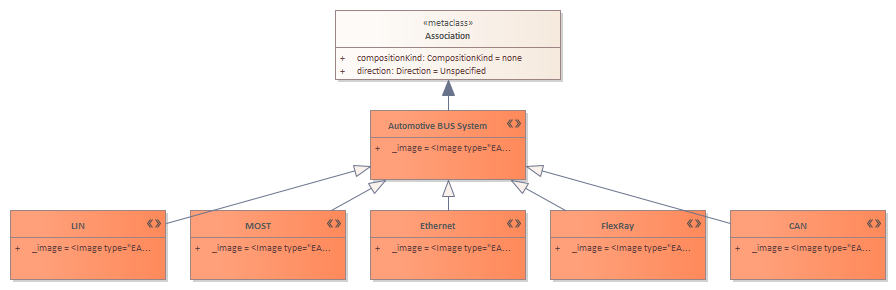 «metaclass»
Association
+ compositionKind: CompositionKind = none
+ direction: Direction = Unspecified
Automotive BUS System «»
+ _image = <Image type="EA...
LIN «»
+ _image = <Image type="EA...
MOST «»
+ _image = <Image type="EA...
Ethernet «»
+ _image = <Image type="EA...
FlexRay «»
+ _image = <Image type="EA...
CAN «»
+ _image = <Image type="EA...